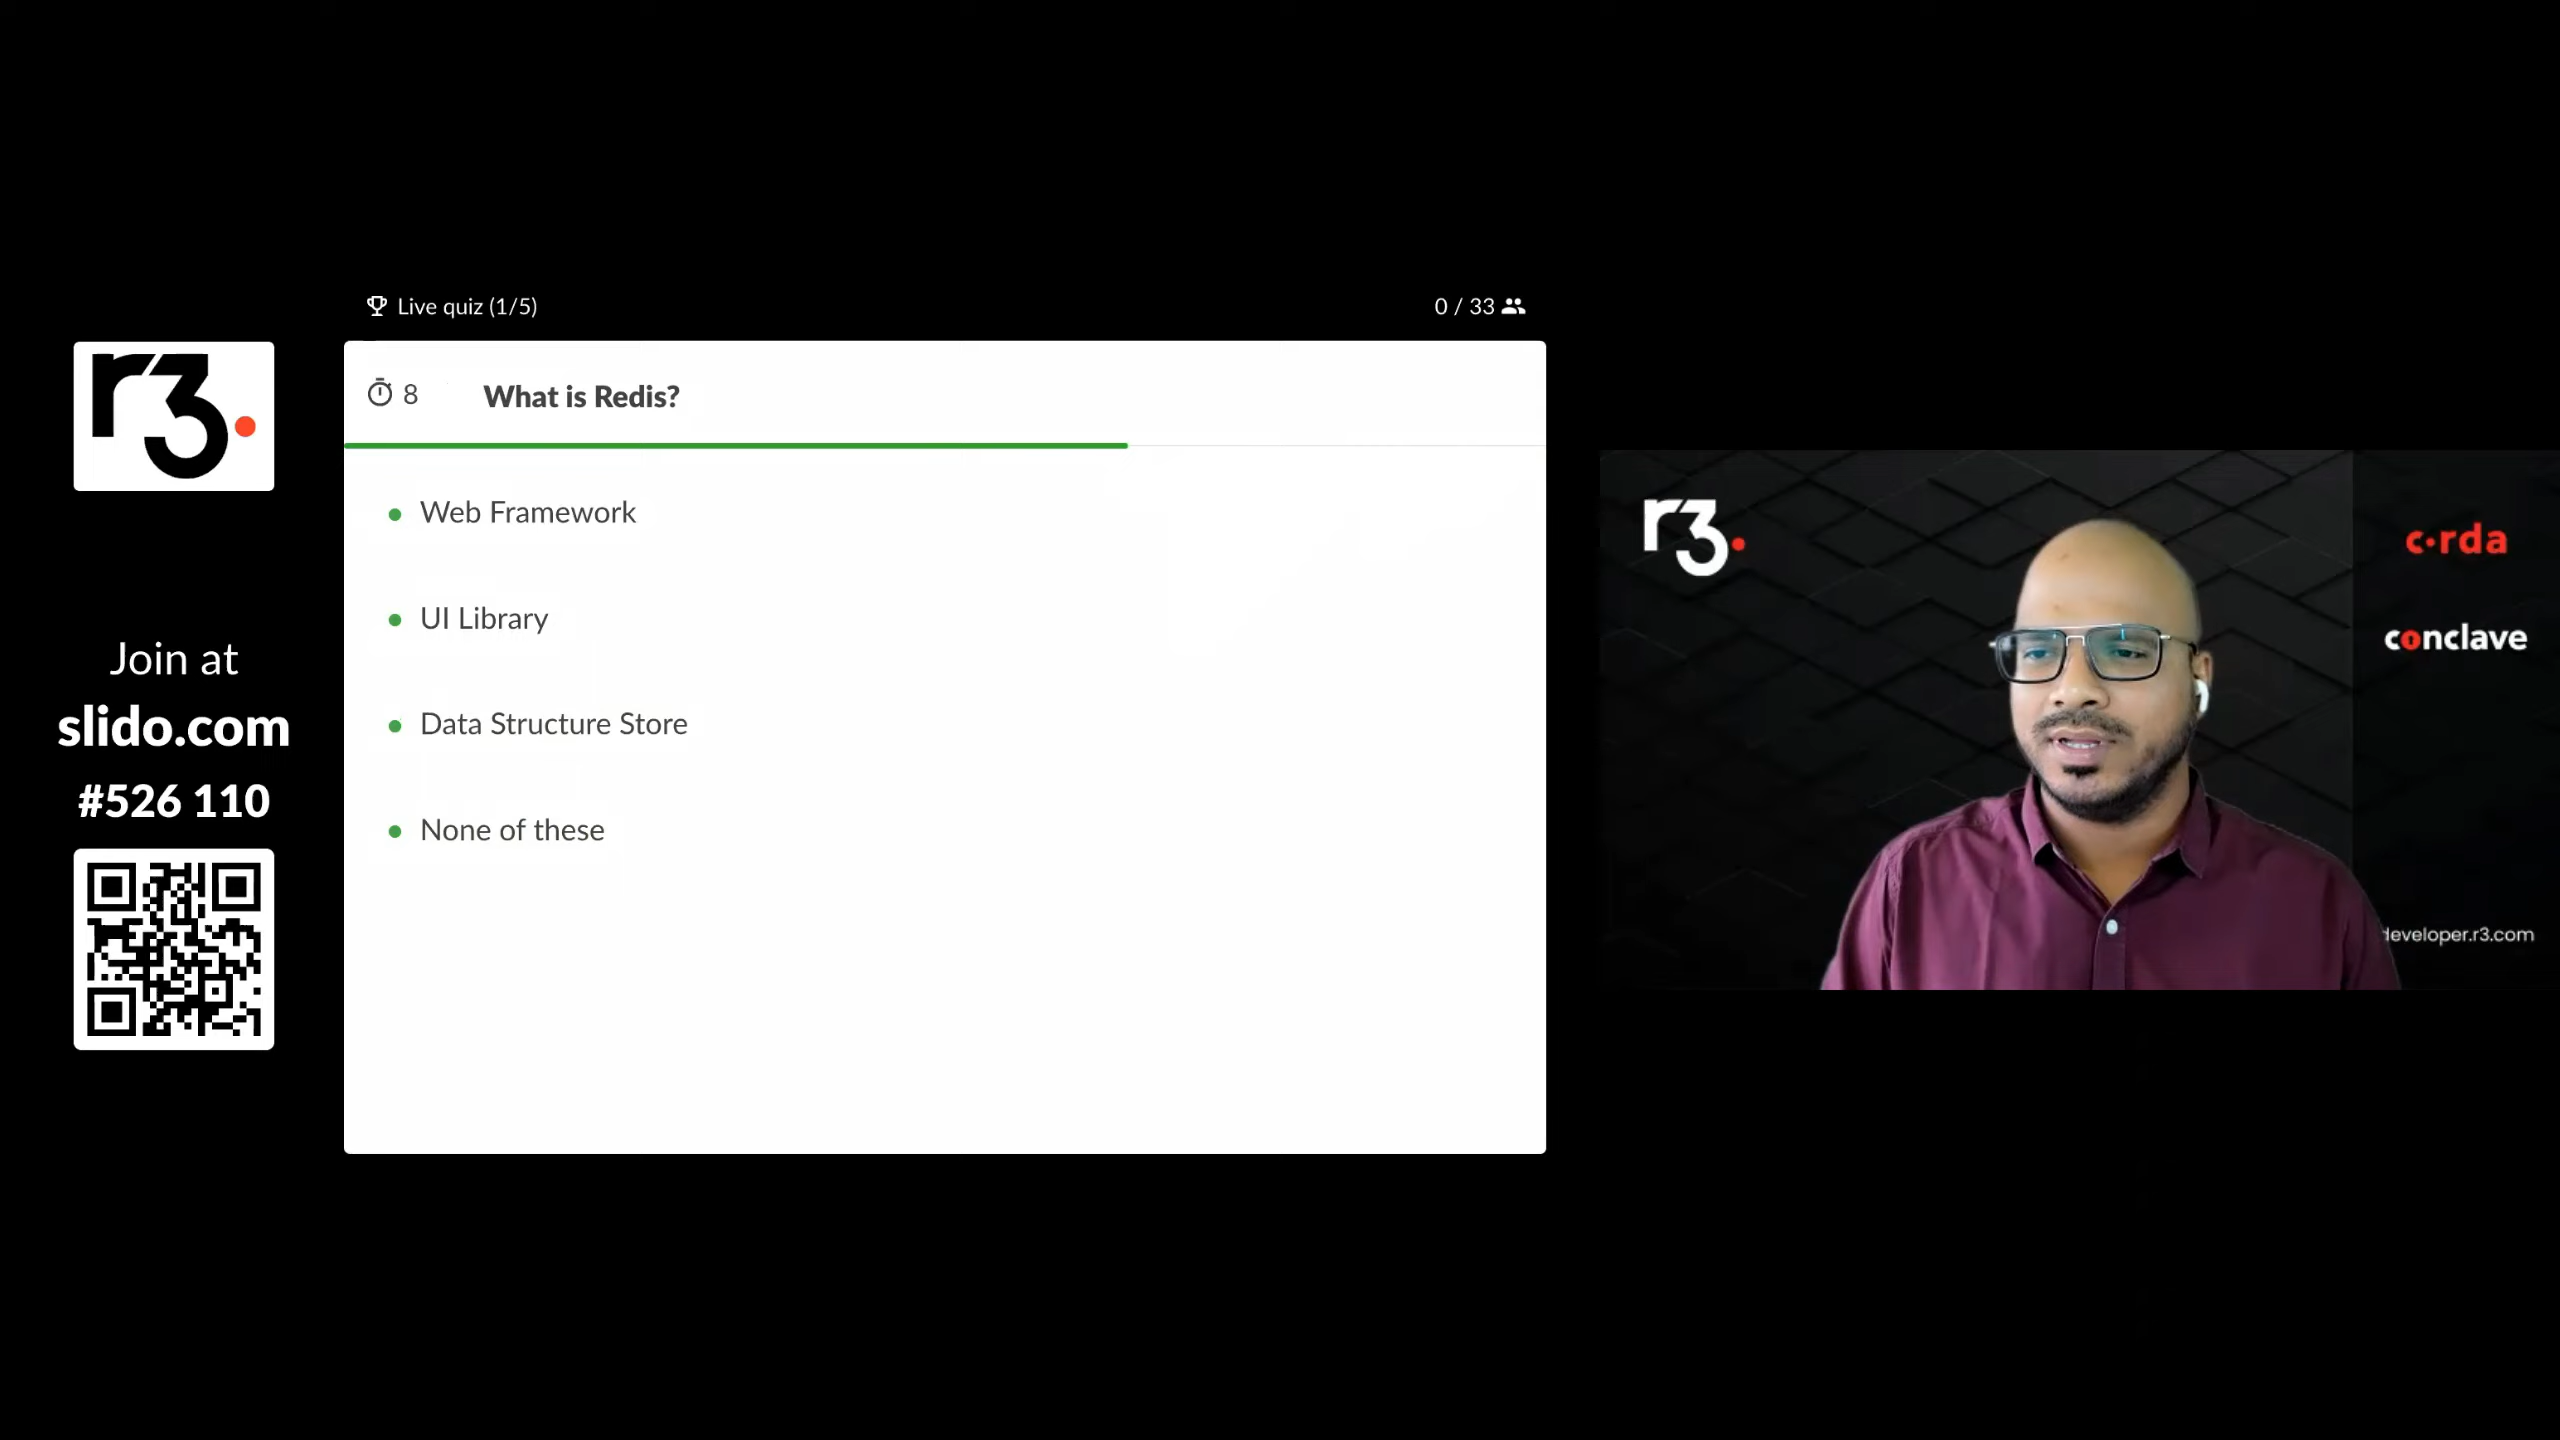 Live quiz (1/5)
0 / 33
r3.
8
What is Redis?
Web Framework
UI Library
Data Structure Store
None of these
Join at
slido.com
#526 110
r3.
c·rda
conclave
developer.r3.com